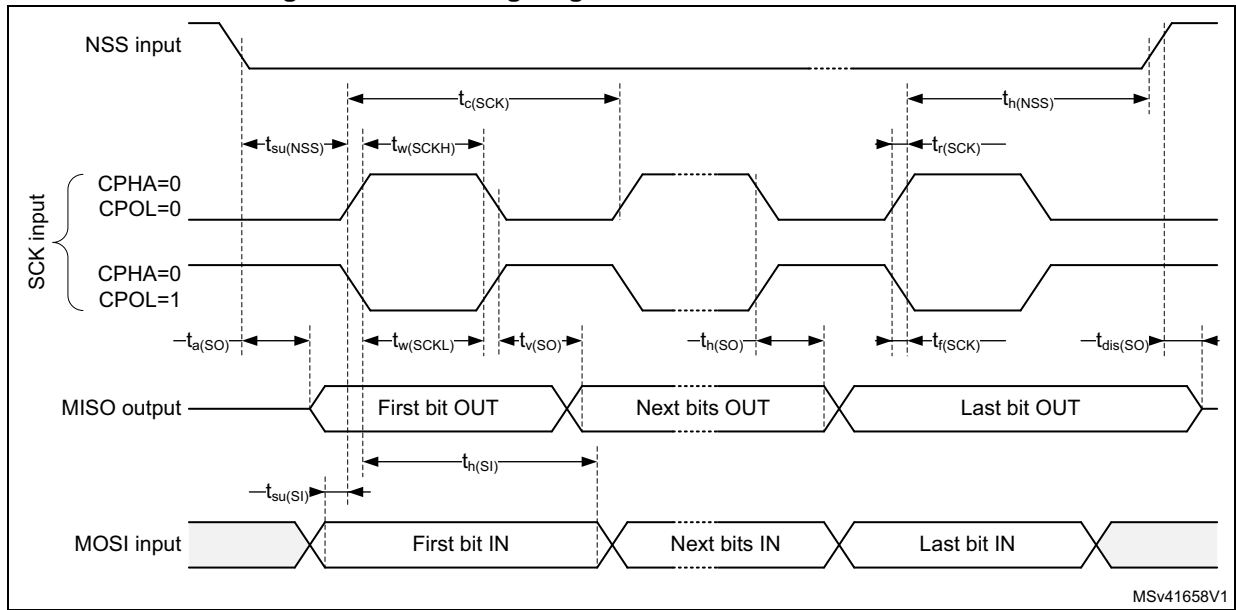 NSS input
tc(SCK)
th(NSS)
tsu(NSS)
tw(SCKH)
tr(SCK)
SCK input
CPHA=0
CPOL=0
CPHA=0
CPOL=1
ta(SO)
tw(SCKL)
tv(SO)
th(SO)
tf(SCK)
tdis(SO)
MISO output
First bit OUT
Next bits OUT
Last bit OUT
th(SI)
tsu(SI)
MOSI input
First bit IN
Next bits IN
Last bit IN
MSv41658V1